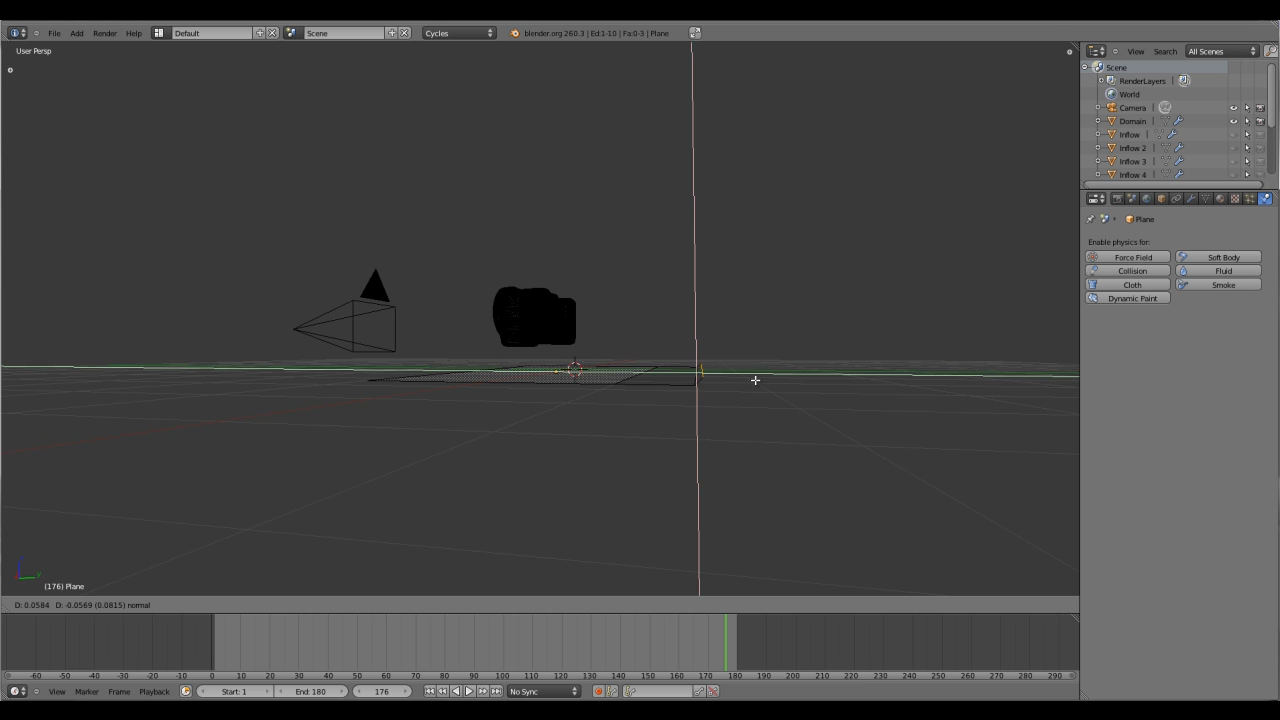 File Add Render Help Default Scene Cycles blender.org 260.3 | Ed:1-10 | Fa:0-3 | Plane
User Persp
View Search All Scenes
Scene
RenderLayers |
World
Camera |
Domain |
Inflow |
Inflow 2 |
Inflow 3 |
Inflow 4 |
Plane
Enable physics for:
Force Field Soft Body
Collision Fluid
Cloth Smoke
Dynamic Paint
y
(176) Plane
D: 0.0584 D: -0.0569 (0.0815) normal
-60 -50 -40 -30 -20 -10 0 10 20 30 40 50 60 70 80 90 100 110 120 130 140 150 160 170 180 190 200 210 220 230 240 250 260 270 280 290
View Marker Frame Playback Start: 1 End: 180 176 No Sync